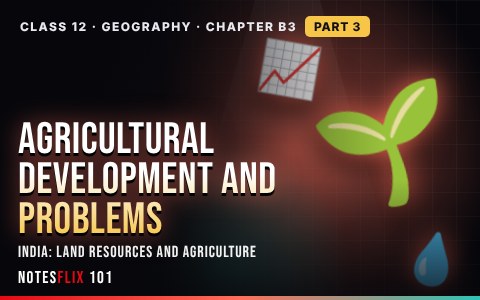 CLASS 12 · GEOGRAPHY · CHAPTER B3 PART 3
AGRICULTURAL
DEVELOPMENT AND
PROBLEMS
INDIA: LAND RESOURCES AND AGRICULTURE
NOTESFLIX 101